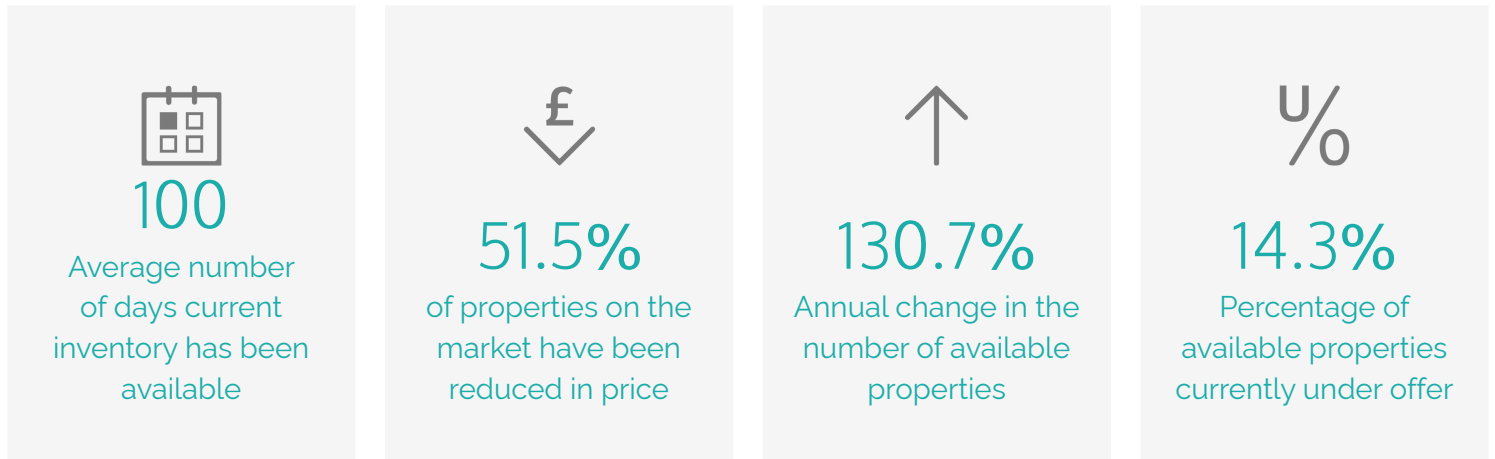 100
Average number
of days current
inventory has been
available
£
51.5%
of properties on the
market have been
reduced in price
130.7%
Annual change in the
number of available
properties
U/O
14.3%
Percentage of
available properties
currently under offer